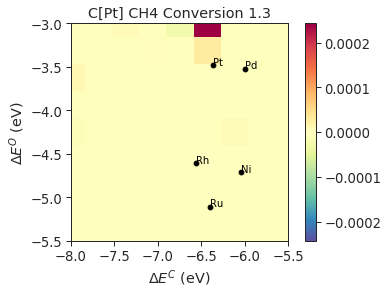 C[Pt] CH4 Conversion 1.3
−3.0
−3.5
−4.0
−4.5
−5.0
−5.5
ΔE^O (eV)
Pt
Pd
Rh
Ni
Ru
−8.0 −7.5 −7.0 −6.5 −6.0 −5.5
ΔE^C (eV)
0.0002
0.0001
0.0000
−0.0001
−0.0002